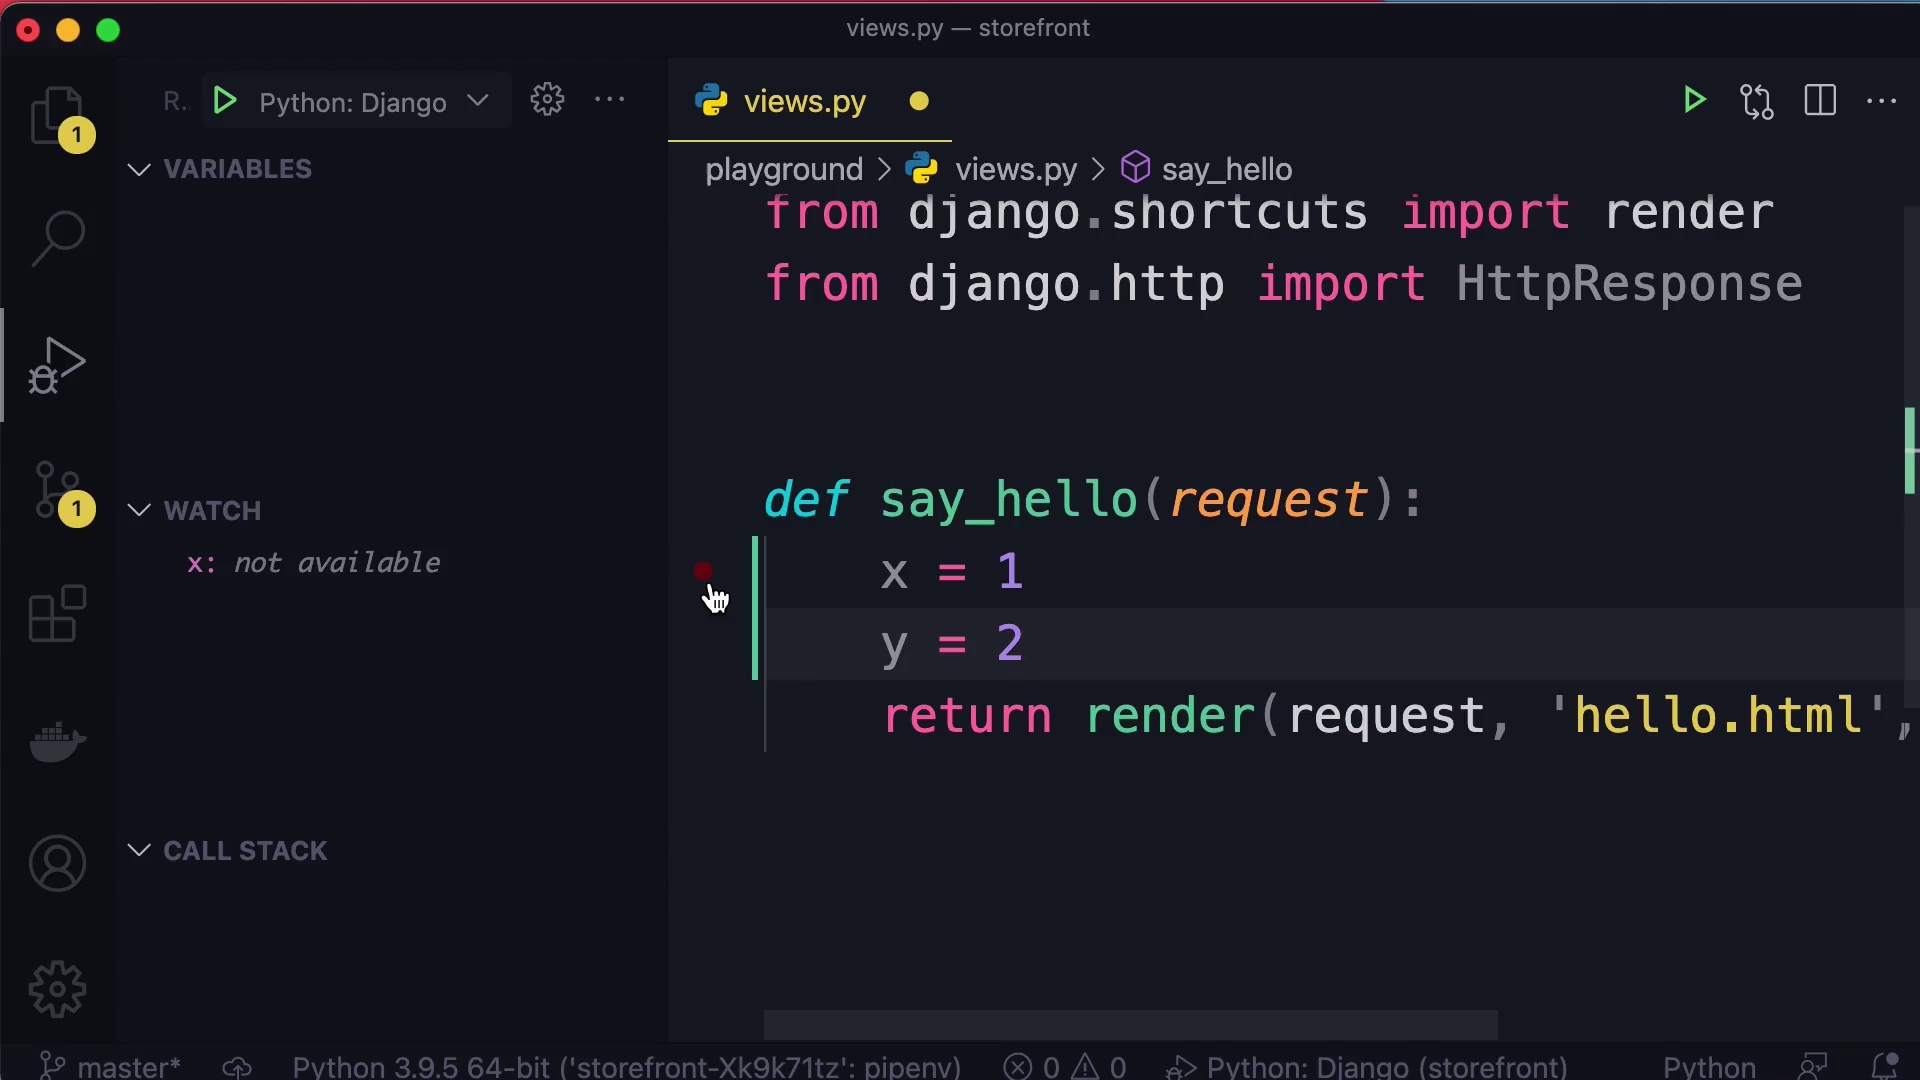 views.py — storefront
R..
Python: Django
views.py
1
VARIABLES
playground > views.py > say_hello
from django.shortcuts import render
from django.http import HttpResponse
def say_hello(request):
1
WATCH
x: not available
x = 1
y = 2
return render(request, 'hello.html',
CALL STACK
master*
Python 3.9.5 64-bit ('storefront-Xk9k71tz': pipenv)
0
0
Python: Django (storefront)
Python